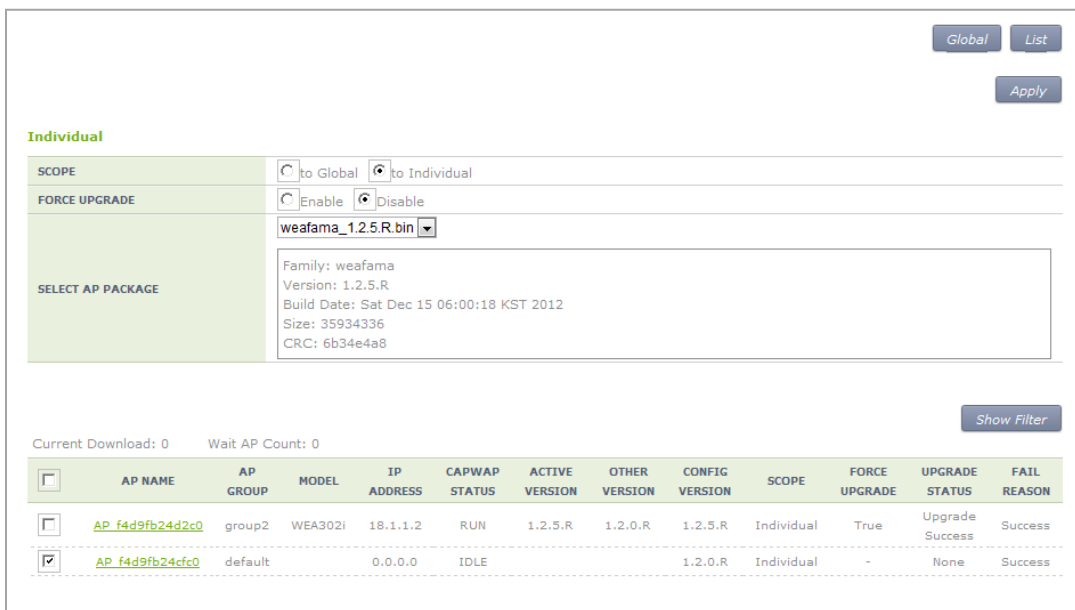 Global List
Apply
Individual
SCOPE to Global to Individual
FORCE UPGRADE Enable Disable
weafama_1.2.5.R.bin
SELECT AP PACKAGE
Family: weafama
Version: 1.2.5.R
Build Date: Sat Dec 15 06:00:18 KST 2012
Size: 35934336
CRC: 6b34e4a8
Show Filter
Current Download: 0 Wait AP Count: 0
AP NAME AP GROUP MODEL IP ADDRESS CAPWAP STATUS ACTIVE VERSION OTHER VERSION CONFIG VERSION SCOPE FORCE UPGRADE UPGRADE STATUS FAIL REASON
AP_f4d9fb24d2c0 group2 WEA302i 18.1.1.2 RUN 1.2.5.R 1.2.0.R 1.2.5.R Individual True Upgrade Success Success
AP_f4d9fb24cfc0 default 0.0.0.0 IDLE 1.2.0.R Individual - None Success